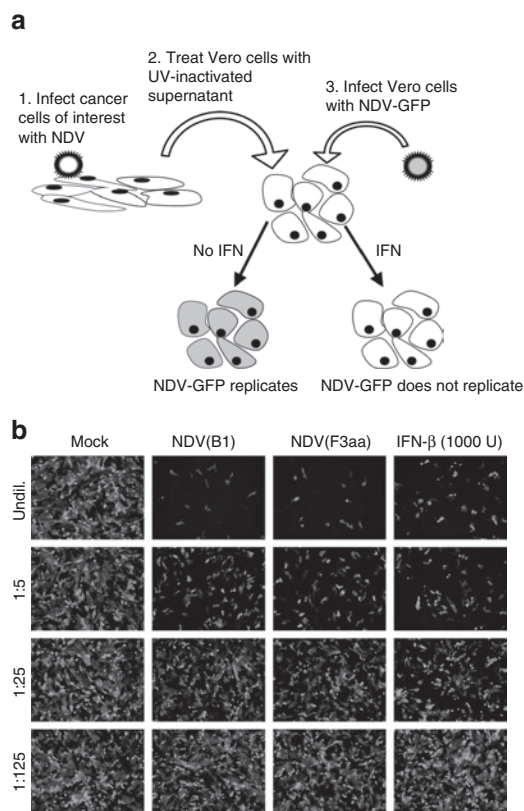 a
1. Infect cancer
cells of interest
with NDV
2. Treat Vero cells with
UV-inactivated
supernatant
3. Infect Vero cells
with NDV-GFP
No IFN
IFN
NDV-GFP replicates
NDV-GFP does not replicate
b
Mock
NDV(B1)
NDV(F3aa)
IFN-β (1000 U)
Undil.
1:5
1:25
1:125